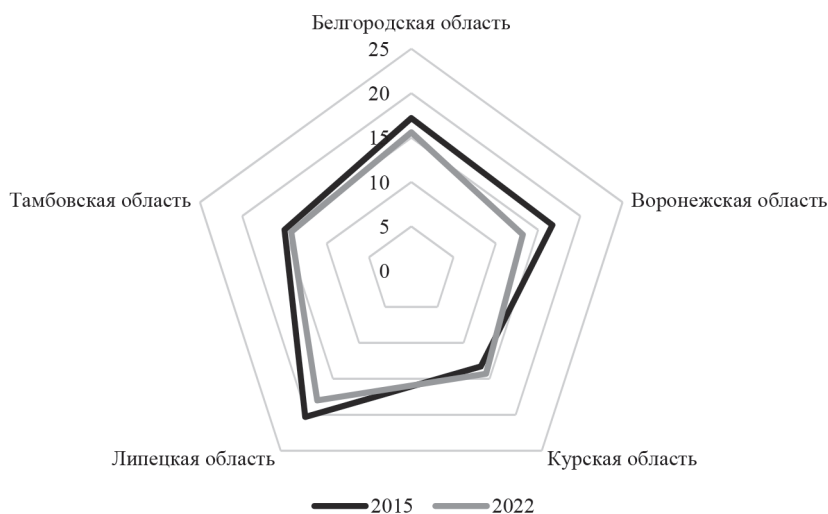 Белгородская область
25
20
15
10
5
0
Тамбовская область
Воронежская область
Липецкая область
Курская область
2015 2022